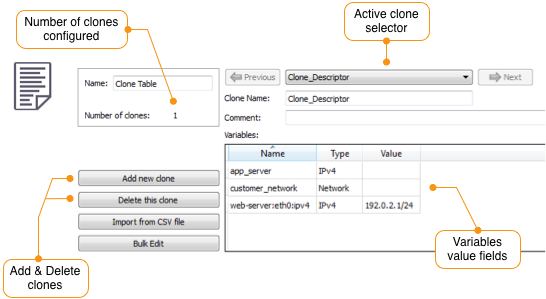 Number of clones
configured
Active clone
selector
Name: Clone Table
Number of clones: 1
Previous Clone_Descriptor Next
Clone Name: Clone_Descriptor
Comment:
Variables:
Name Type Value
app_server IPv4
customer_network Network
web-server:eth0:ipv4 IPv4 192.0.2.1/24
Add new clone
Delete this clone
Import from CSV file
Bulk Edit
Add & Delete
clones
Variables
value fields